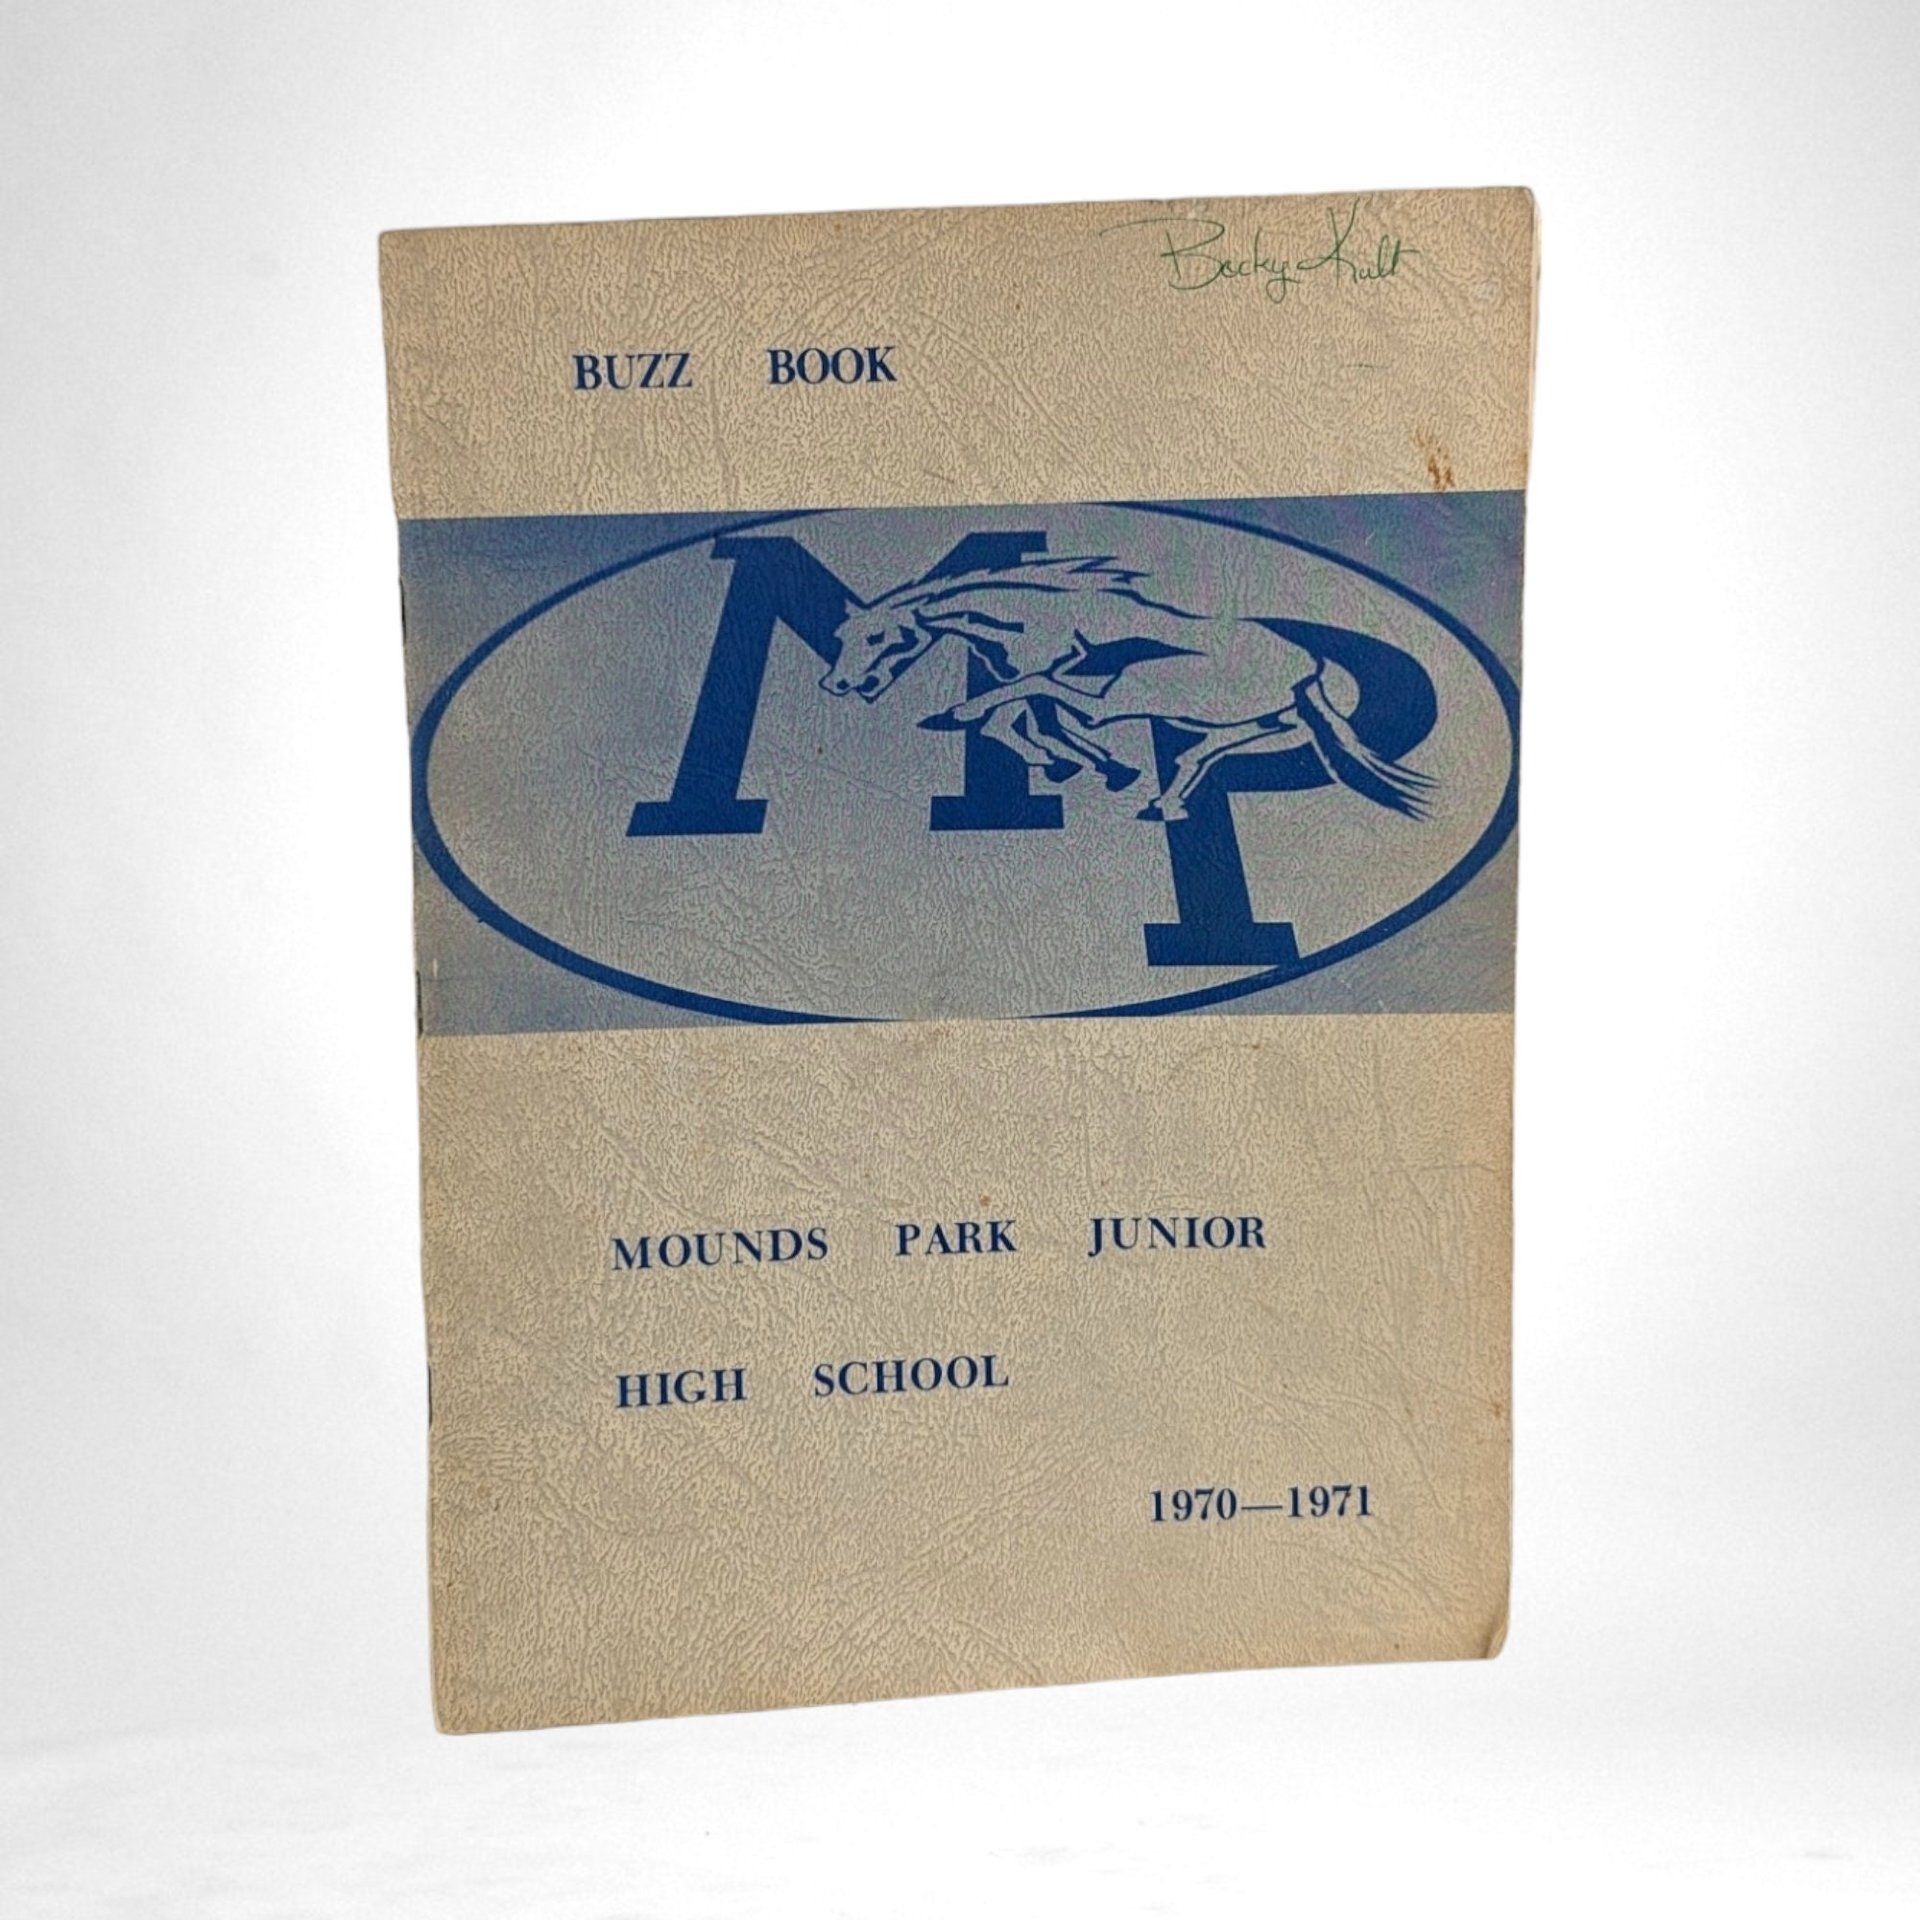 Becky Kult
BUZZ BOOK
MP
MOUNDS PARK JUNIOR
HIGH SCHOOL
1970—1971